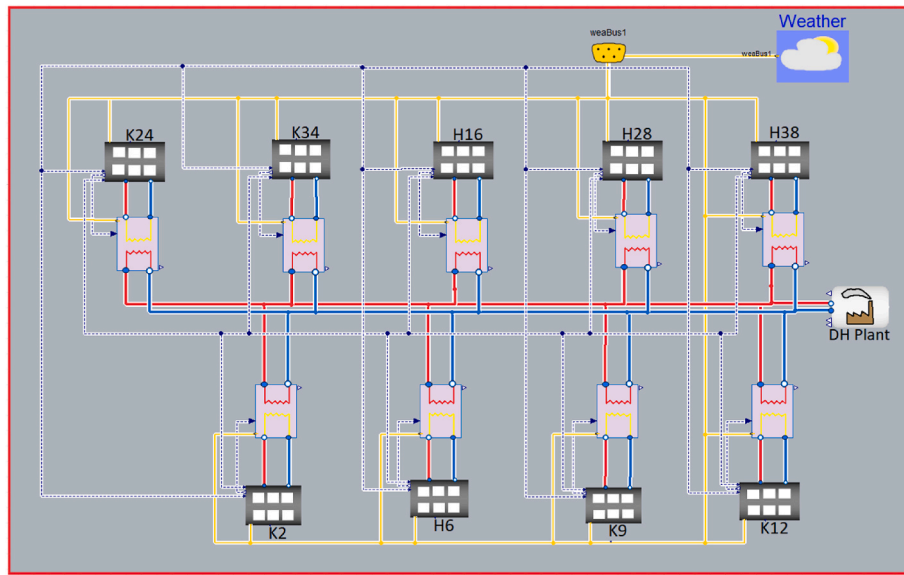 Weather
weaBus1
weaBus1
K24
K34
H16
H28
H38
DH Plant
K2
H6
K9
K12